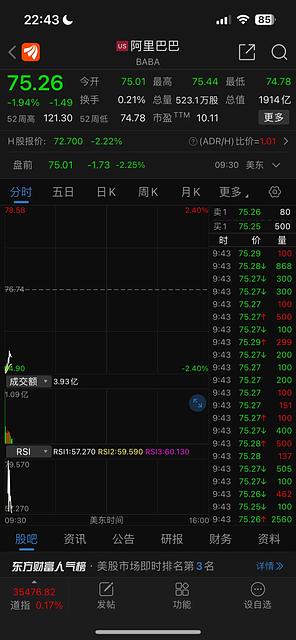 22:43
85
US 阿里巴巴
BABA
75.26
-1.94% -1.49
今开 75.01 最高 75.44 最低 74.78
换手 0.21% 总量 523.1万股 总值 1914亿
52周高 121.30 52周低 74.78 市盈TTM 10.11 更多
H股报价: 72.700 -2.22% (ADR/H)比价=1.01
盘前 75.01 -1.73 -2.25% 09:30 美东
分时 五日 日K 周K 月K 更多
78.58 2.40%
76.74
-2.40%
成交额 3.93亿
1.09亿
RSI RSI1:57.270 RSI2:59.590 RSI3:60.130
79.570
57.270
09:30 美东时间 16:00
卖1 75.26 80
买1 75.25 500
时 价 量
9:43 75.29 100
9:43 75.28↓ 868
9:43 75.27↓ 300
9:43 75.27↓ 300
9:43 75.27 100
9:43 75.27↑ 500
9:43 75.26↓ 100
9:43 75.29↑ 299
9:43 75.27↓ 200
9:43 75.27 100
9:43 75.27 200
9:43 75.27 100
9:43 75.27 151
9:43 75.27↑ 100
9:43 75.27↓ 400
9:43 75.28↑ 500
9:43 75.28 137
9:43 75.27↓ 505
9:43 75.27↓ 100
9:43 75.26↓ 462
9:43 75.25↓ 100
9:43 75.26↑ 2560
股吧 资讯 公告 研报 财务 资料
东方财富人气榜 · 美股市场即时排名第3名 详情
35476.82
道指 0.17%
发帖
功能
设自选